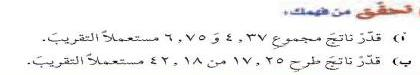 تحقق من فهمك:
أ) قدّر ناتج مجموع ٤,٣٧ و ٦,٧٥ مستعملاً التقريب.
ب) قدّر ناتج طرح ١٧,٢٥ من ٤٢,١٨ مستعملاً التقريب.